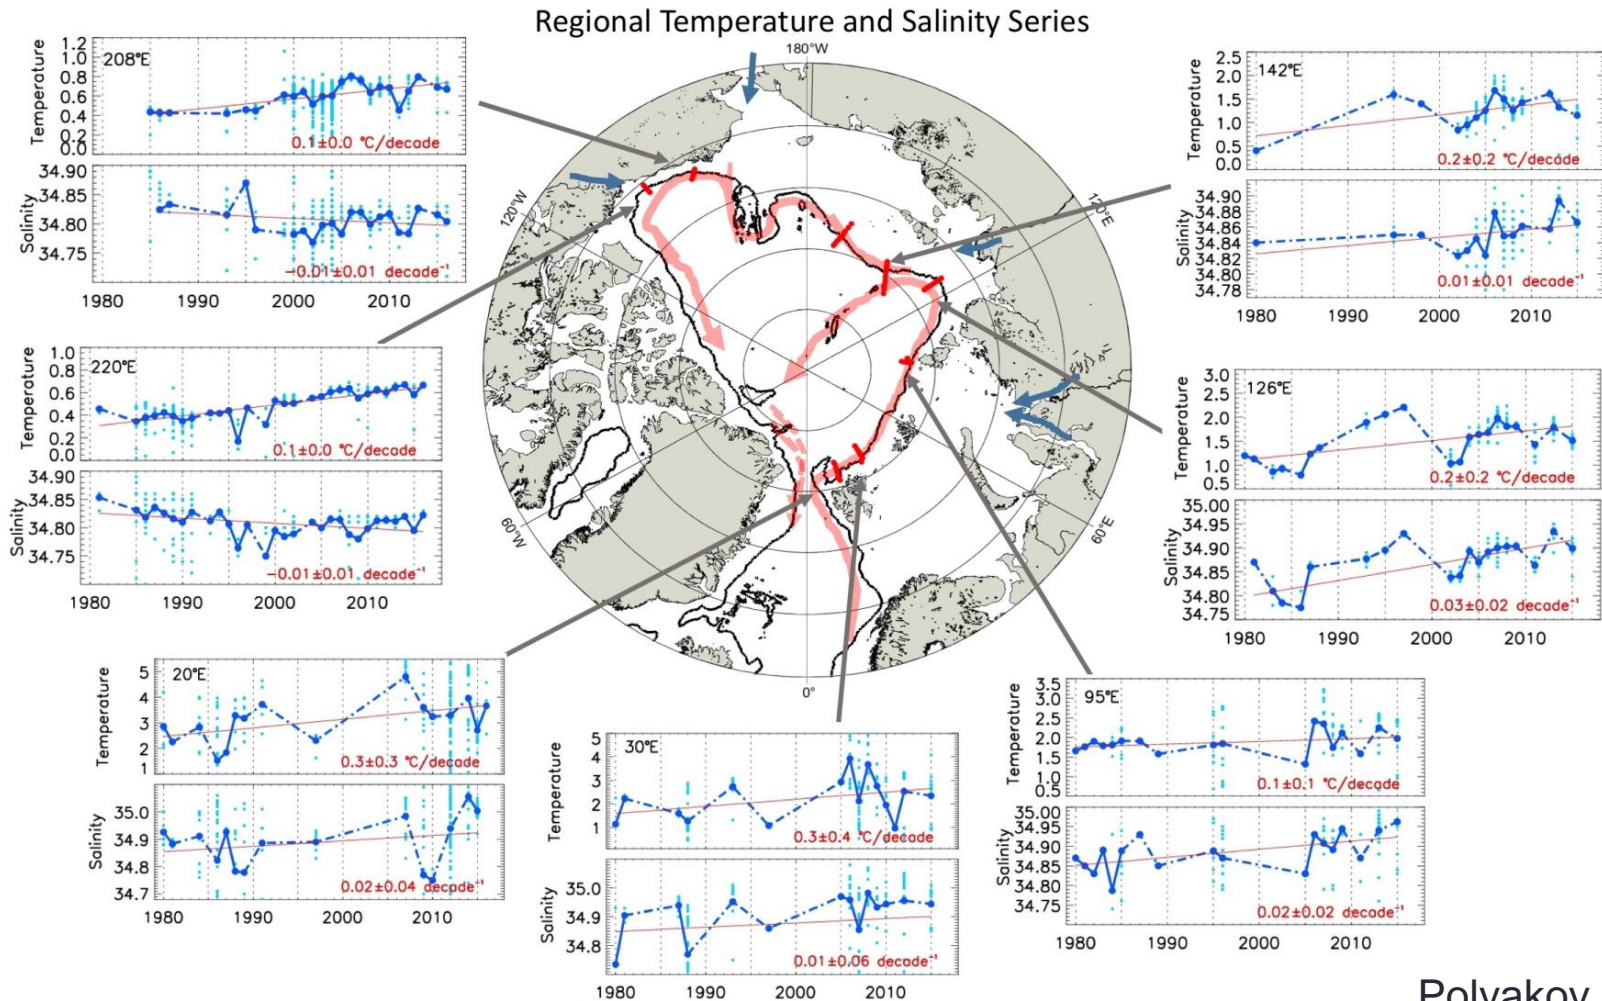 Regional Temperature and Salinity Series
208°E
Temperature
1.2
1.0
0.8
0.6
0.4
0.2
0.0
0.1±0.0 °C/decade
Salinity
34.90
34.85
34.80
34.75
−0.01±0.01 decade⁻¹
1980 1990 2000 2010
220°E
Temperature
1.0
0.8
0.6
0.4
0.2
0.0
0.1±0.0 °C/decade
Salinity
34.90
34.85
34.80
34.75
−0.01±0.01 decade⁻¹
1980 1990 2000 2010
20°E
Temperature
5
4
3
2
1
0.3±0.3 °C/decade
Salinity
35.0
34.9
34.8
34.7
0.02±0.04 decade⁻¹
1980 1990 2000 2010
180°W
120°W
120°E
60°W
60°E
0°
30°E
Temperature
5
4
3
2
1
0.3±0.4 °C/decade
Salinity
35.0
34.9
34.8
0.01±0.06 decade⁻¹
1980 1990 2000 2010
142°E
Temperature
2.5
2.0
1.5
1.0
0.5
0.0
0.2±0.2 °C/decade
Salinity
34.90
34.88
34.86
34.84
34.82
34.80
34.78
0.01±0.01 decade⁻¹
1980 1990 2000 2010
126°E
Temperature
3.0
2.5
2.0
1.5
1.0
0.5
0.2±0.2 °C/decade
Salinity
35.00
34.95
34.90
34.85
34.80
34.75
0.03±0.02 decade⁻¹
1980 1990 2000 2010
95°E
Temperature
3.5
3.0
2.5
2.0
1.5
1.0
0.5
0.1±0.1 °C/decade
Salinity
35.00
34.95
34.90
34.85
34.80
34.75
0.02±0.02 decade⁻¹
1980 1990 2000 2010
Polyakov